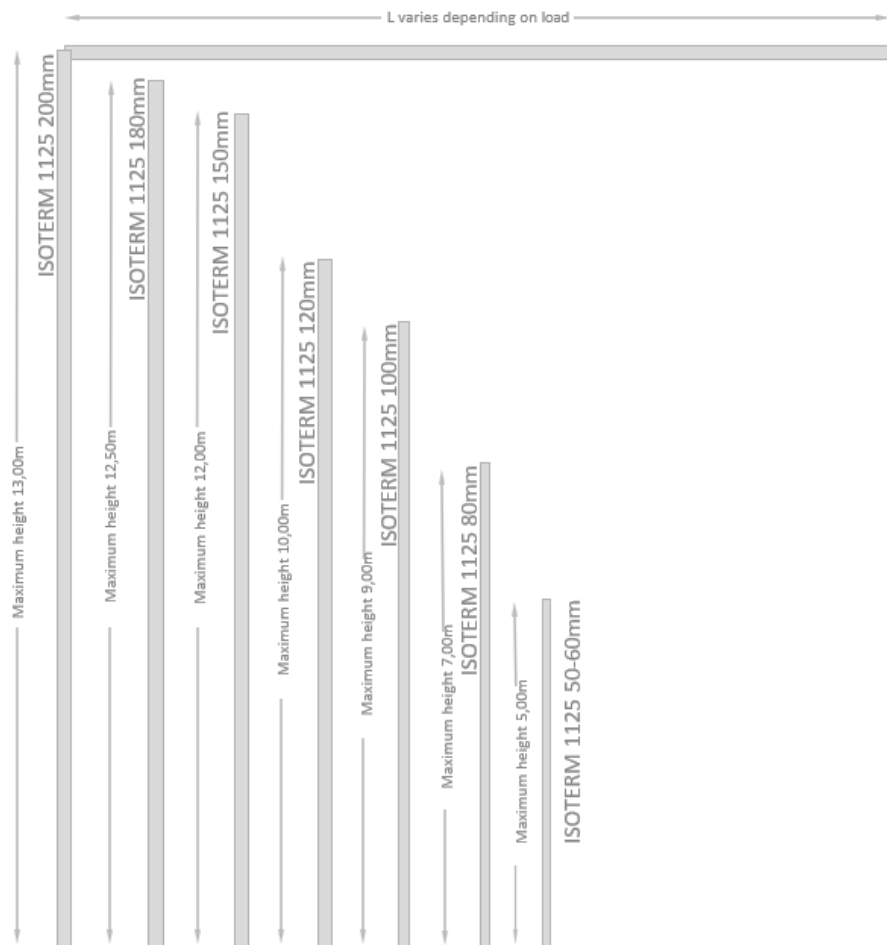 L varies depending on load
Maximum height 13,00m
ISOTERM 1125 200mm
Maximum height 12,50m
ISOTERM 1125 180mm
Maximum height 12,00m
ISOTERM 1125 150mm
Maximum height 10,00m
ISOTERM 1125 120mm
Maximum height 9,00m
ISOTERM 1125 100mm
Maximum height 7,00m
ISOTERM 1125 80mm
Maximum height 5,00m
ISOTERM 1125 50-60mm